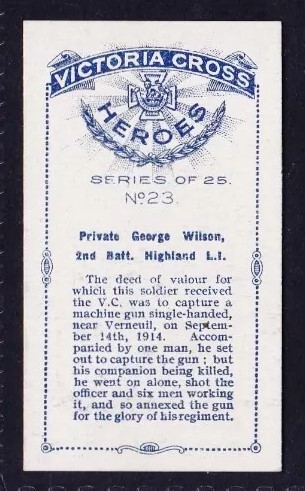 VICTORIA CROSS
HEROES
SERIES OF 25.
No 23.
Private George Wilson,
2nd Batt. Highland L.I.
The deed of valour for
which this soldier received
the V.C. was to capture a
machine gun single-handed,
near Verneuil, on Septem-
ber 14th, 1914. Accom-
panied by one man, he set
out to capture the gun ; but
his companion being killed,
he went on alone, shot the
officer and six men working
it, and so annexed the gun
for the glory of his regiment.